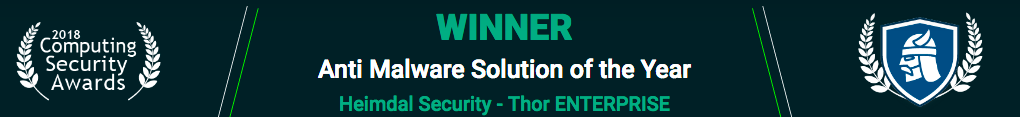 2018
Computing
Security
Awards
WINNER
Anti Malware Solution of the Year
Heimdal Security - Thor ENTERPRISE